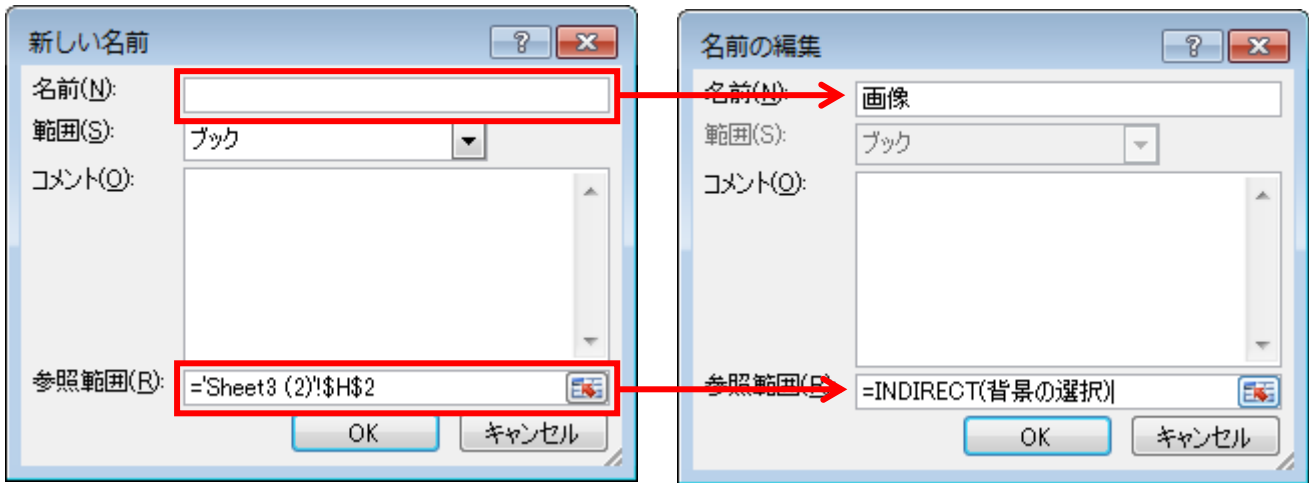 新しい名前
名前(N):
範囲(S): ブック
コメント(O):
参照範囲(R): ='Sheet3 (2)'!$H$2
OK キャンセル
名前の編集
名前(N): 画像
範囲(S): ブック
コメント(O):
参照範囲(R): =INDIRECT(背景の選択)
OK キャンセル